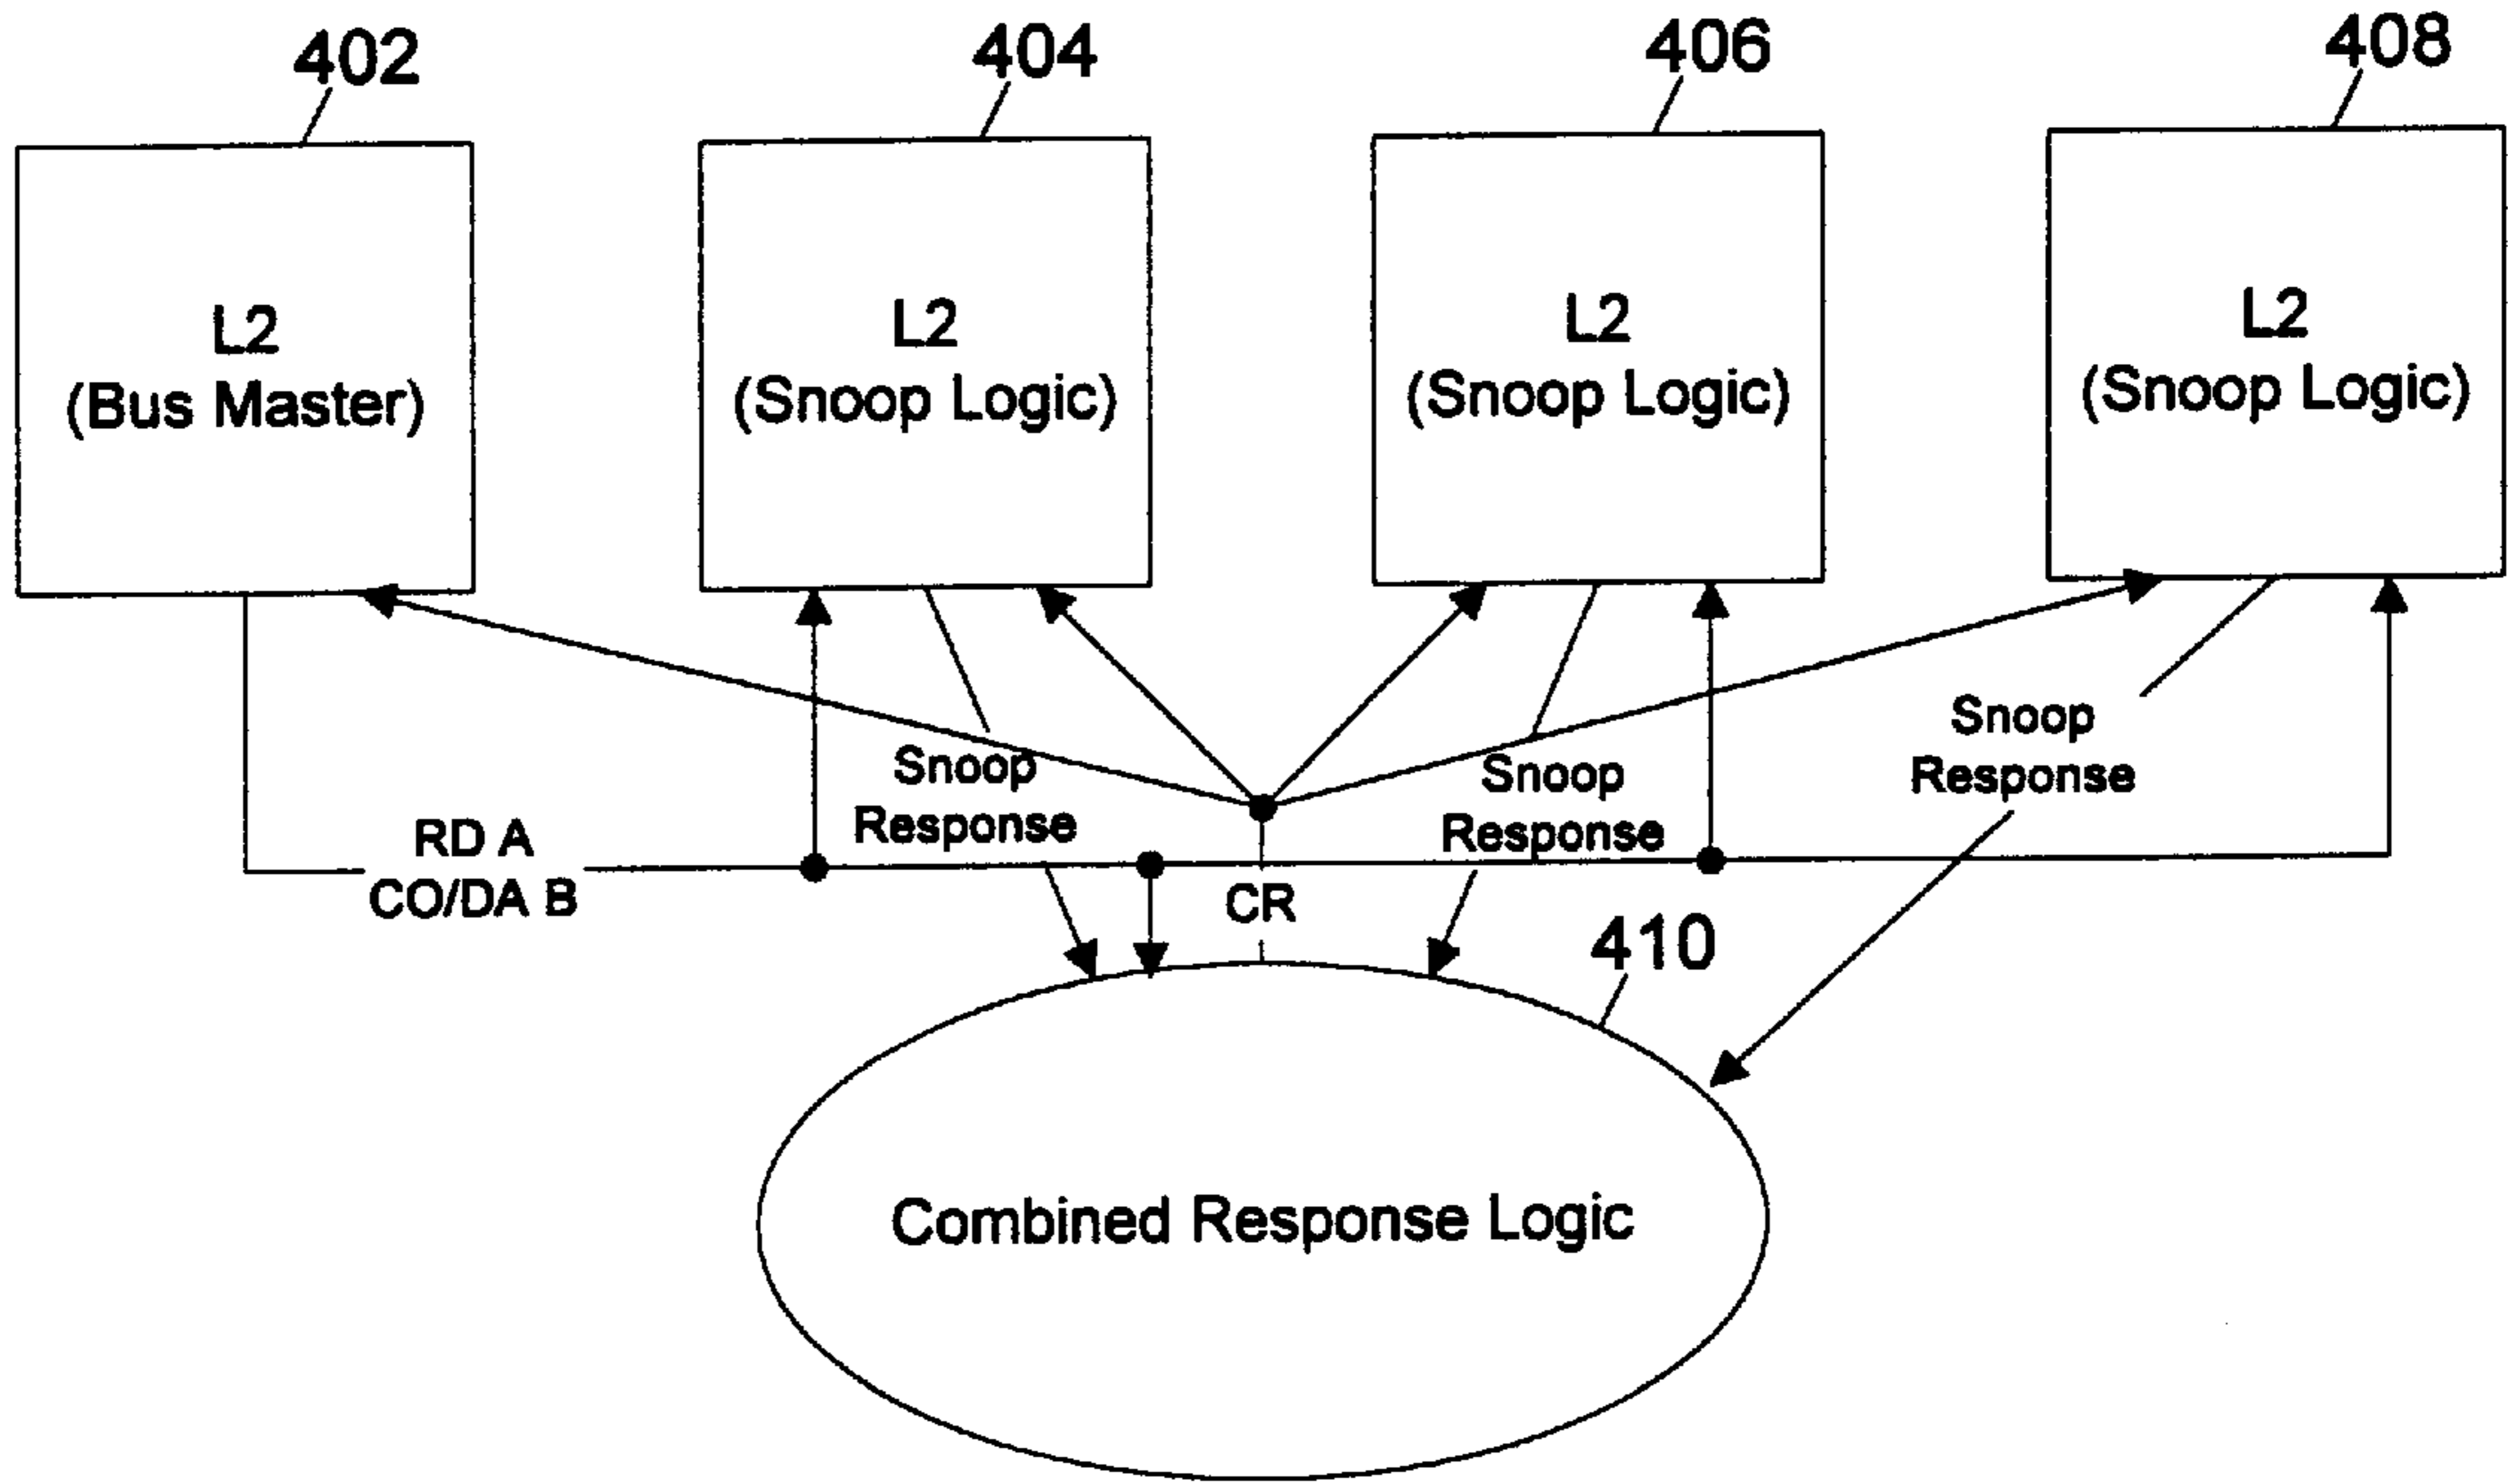 402
404
406
408
L2
(Bus Master)
L2
(Snoop Logic)
L2
(Snoop Logic)
L2
(Snoop Logic)
Snoop
Response
Snoop
Response
Snoop
Response
RD A
CO/DA B
CR
410
Combined Response Logic